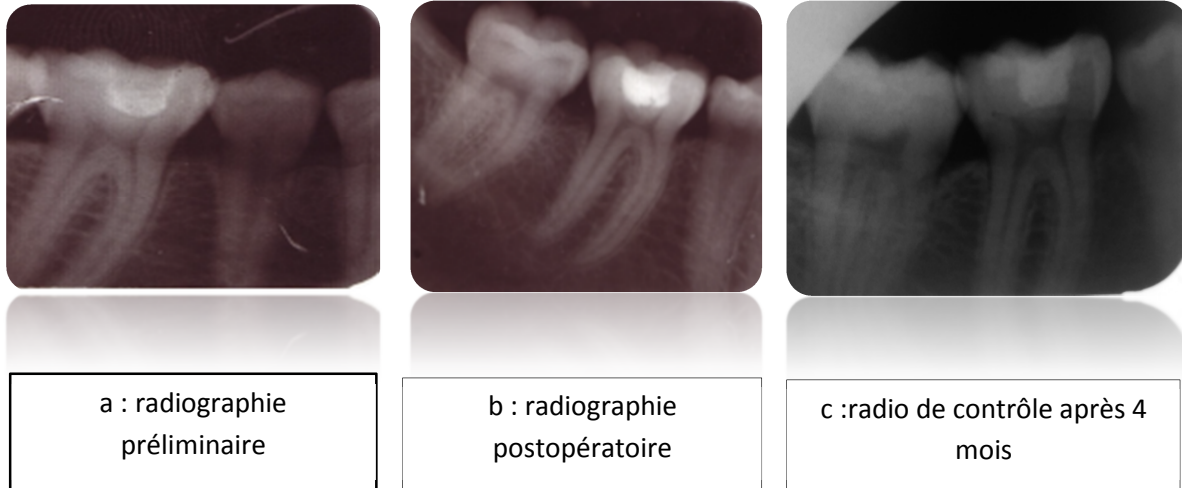 a : radiographie
préliminaire
b : radiographie
postopératoire
c :radio de contrôle après 4
mois